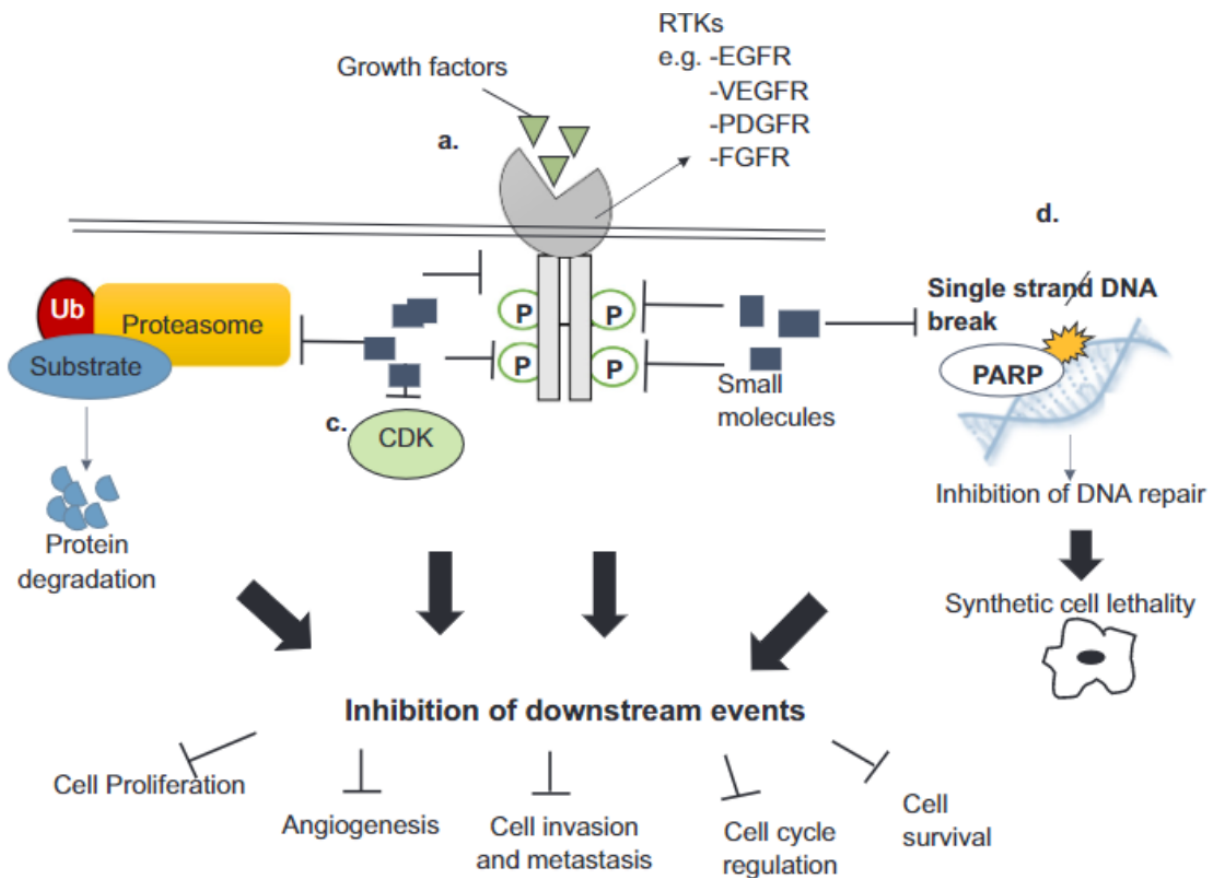 RTKs
e.g. -EGFR
-VEGFR
-PDGFR
-FGFR
Growth factors
a.
d.
Single strand DNA
break
PARP
Ub
Proteasome
Substrate
P
P
P
P
Small
molecules
c.
CDK
Inhibition of DNA repair
Protein
degradation
Synthetic cell lethality
Inhibition of downstream events
Cell Proliferation
Angiogenesis
Cell invasion
and metastasis
Cell cycle
regulation
Cell
survival